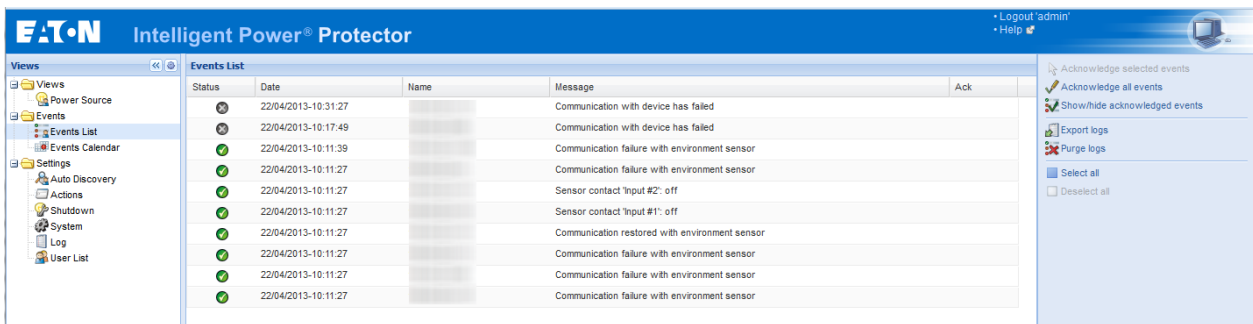 EATON Intelligent Power® Protector
• Logout 'admin'
• Help
Views
Views
Power Source
Events
Events List
Events Calendar
Settings
Auto Discovery
Actions
Shutdown
System
Log
User List
Events List
Status Date Name Message Ack
22/04/2013-10:31:27 Communication with device has failed
22/04/2013-10:17:49 Communication with device has failed
22/04/2013-10:11:39 Communication failure with environment sensor
22/04/2013-10:11:27 Communication failure with environment sensor
22/04/2013-10:11:27 Sensor contact 'Input #2': off
22/04/2013-10:11:27 Sensor contact 'Input #1': off
22/04/2013-10:11:27 Communication restored with environment sensor
22/04/2013-10:11:27 Communication failure with environment sensor
22/04/2013-10:11:27 Communication failure with environment sensor
22/04/2013-10:11:27 Communication failure with environment sensor
Acknowledge selected events
Acknowledge all events
Show/hide acknowledged events
Export logs
Purge logs
Select all
Deselect all